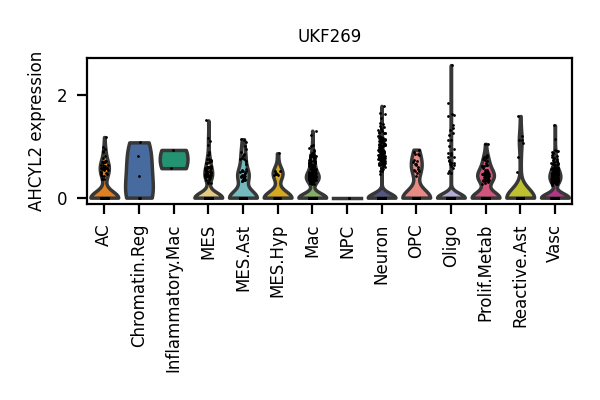 UKF269
AHCYL2 expression
2
0
AC
Chromatin.Reg
Inflammatory.Mac
MES
MES.Ast
MES.Hyp
Mac
NPC
Neuron
OPC
Oligo
Prolif.Metab
Reactive.Ast
Vasc